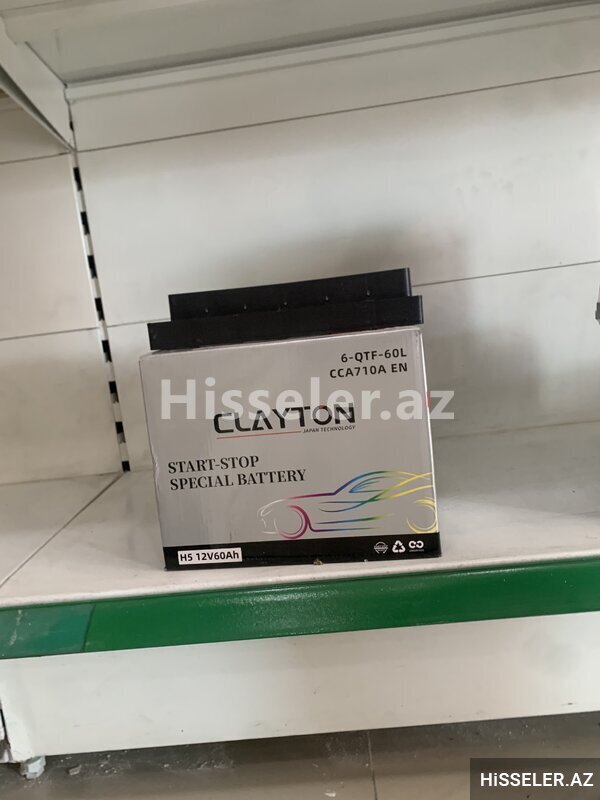 6-QTF-60L
CCA710A EN
Hisseler.az
CLAYTON
JAPAN TECHNOLOGY
START-STOP
SPECIAL BATTERY
H5 12V60Ah
HiSSELER.AZ